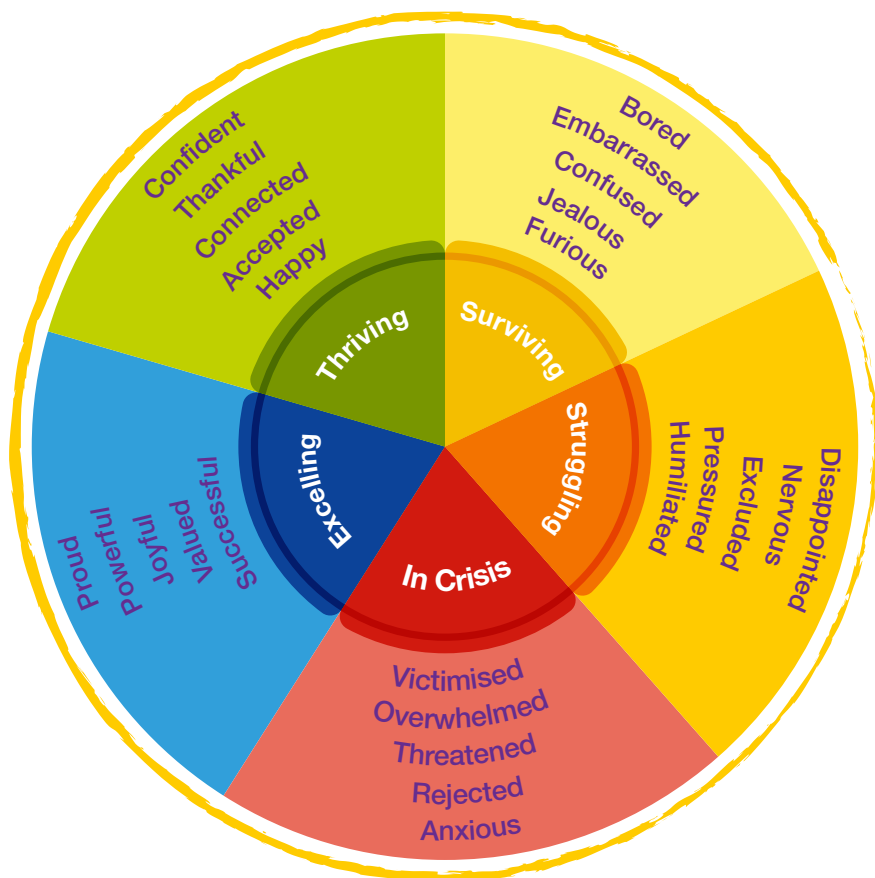 Thriving
Confident
Thankful
Connected
Accepted
Happy
Surviving
Bored
Embarrassed
Confused
Jealous
Furious
Struggling
Disappointed
Nervous
Excluded
Pressured
Humiliated
In Crisis
Victimised
Overwhelmed
Threatened
Rejected
Anxious
Excelling
Proud
Powerful
Joyful
Valued
Successful